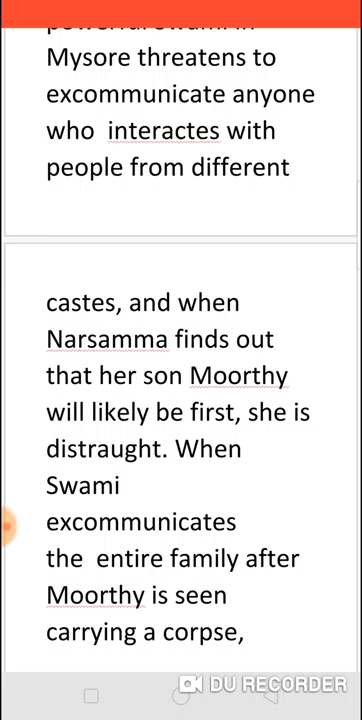 Mysore threatens to
excommunicate anyone
who interactes with
people from different
castes, and when
Narsamma finds out
that her son Moorthy
will likely be first, she is
distraught. When
Swami
excommunicates
the entire family after
Moorthy is seen
carrying a corpse,
DU RECORDER